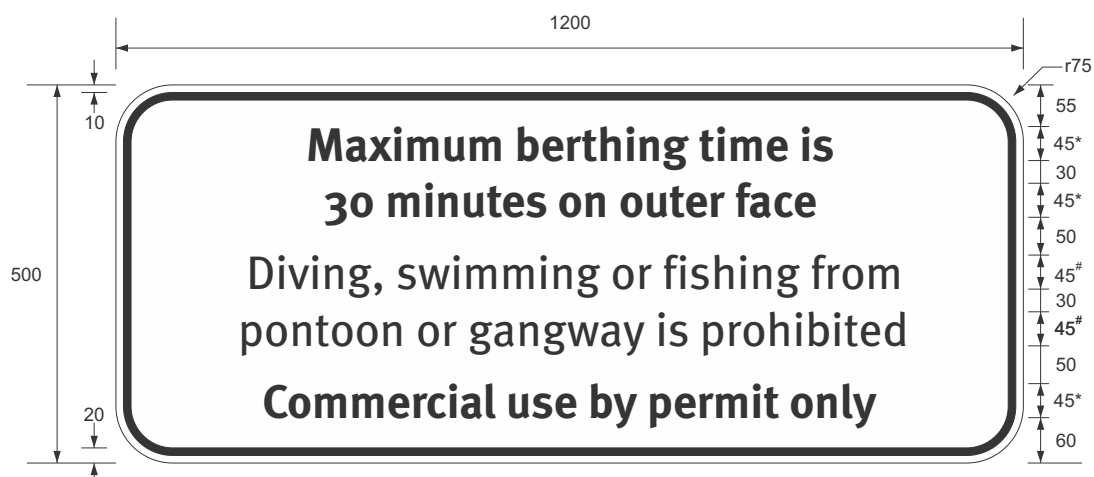 1200
r75
10
55
45*
30
45*
50
45#
30
45#
50
45*
60
500
20
Maximum berthing time is
30 minutes on outer face
Diving, swimming or fishing from
pontoon or gangway is prohibited
Commercial use by permit only